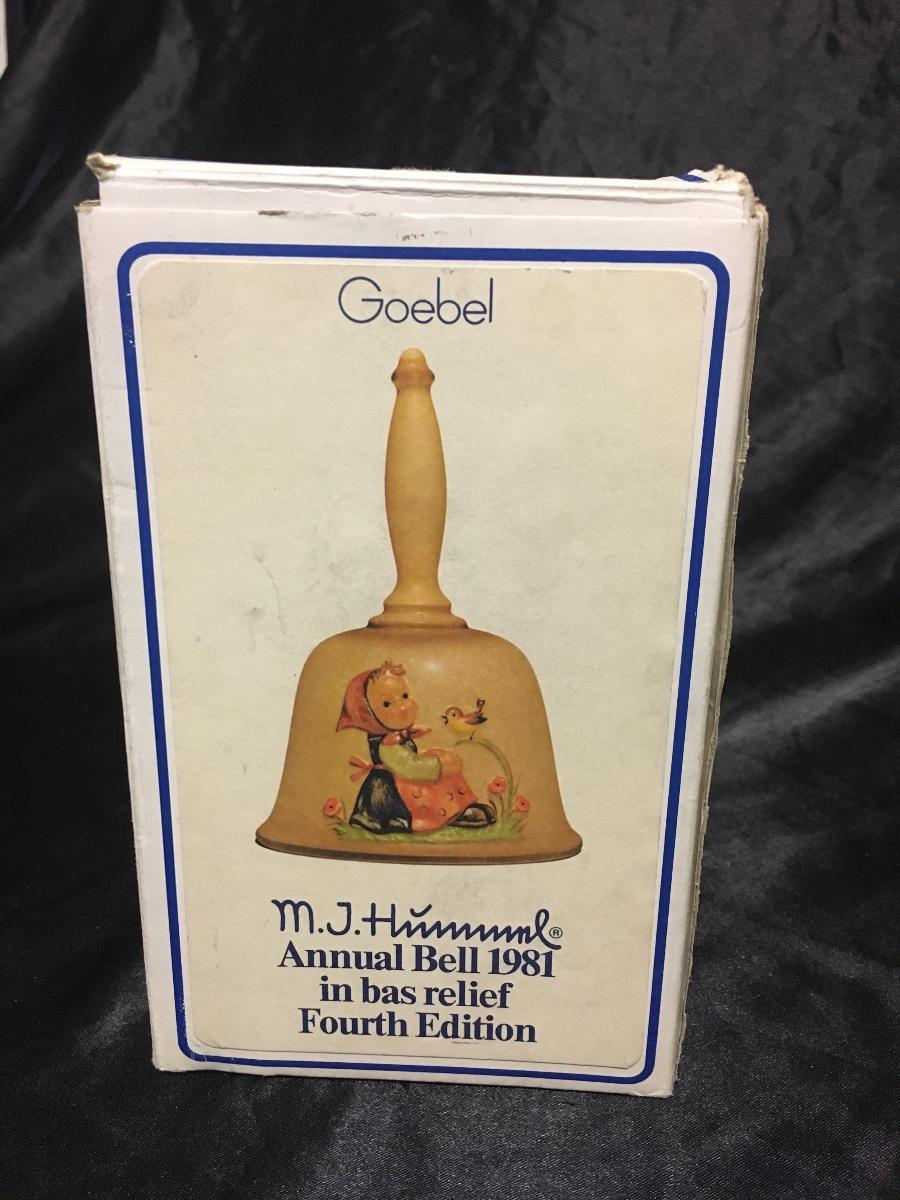 Goebel
M.J.Hummel®
Annual Bell 1981
in bas relief
Fourth Edition